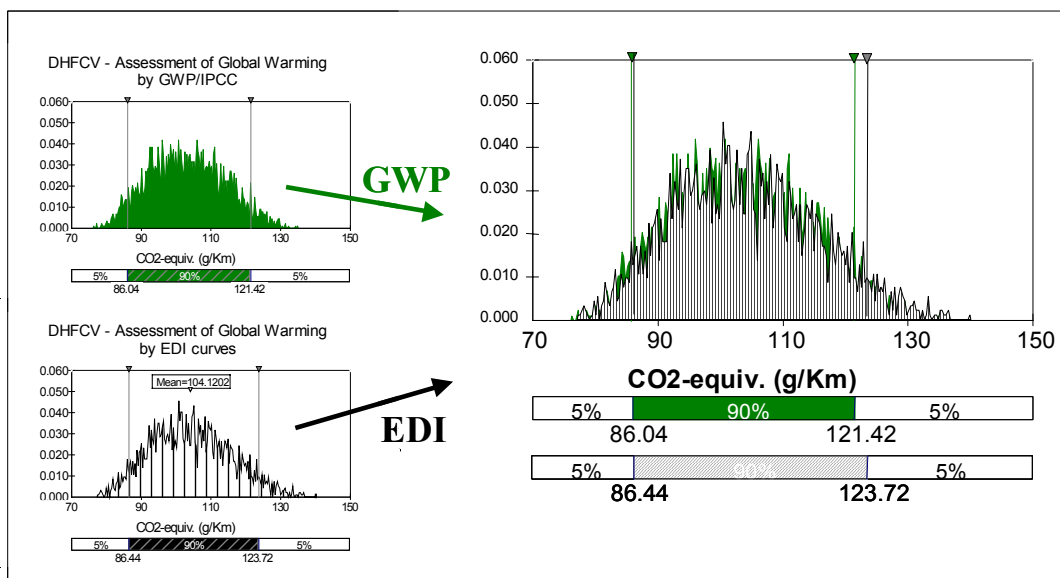 DHFCV - Assessment of Global Warming
by GWP/IPCC
0.060
0.050
0.040
0.030
0.020
0.010
0.000
70 90 110 130 150
CO2-equiv. (g/Km)
5% 90% 5%
86.04 121.42
GWP
DHFCV - Assessment of Global Warming
by EDI curves
0.060
0.050
0.040
0.030
0.020
0.010
0.000
Mean=104.1202
70 90 110 130 150
CO2-equiv. (g/Km)
5% 90% 5%
86.44 123.72
EDI
0.060
0.050
0.040
0.030
0.020
0.010
0.000
70 90 110 130 150
CO2-equiv. (g/Km)
5% 90% 5%
86.04 121.42
5% 90% 5%
86.44 123.72